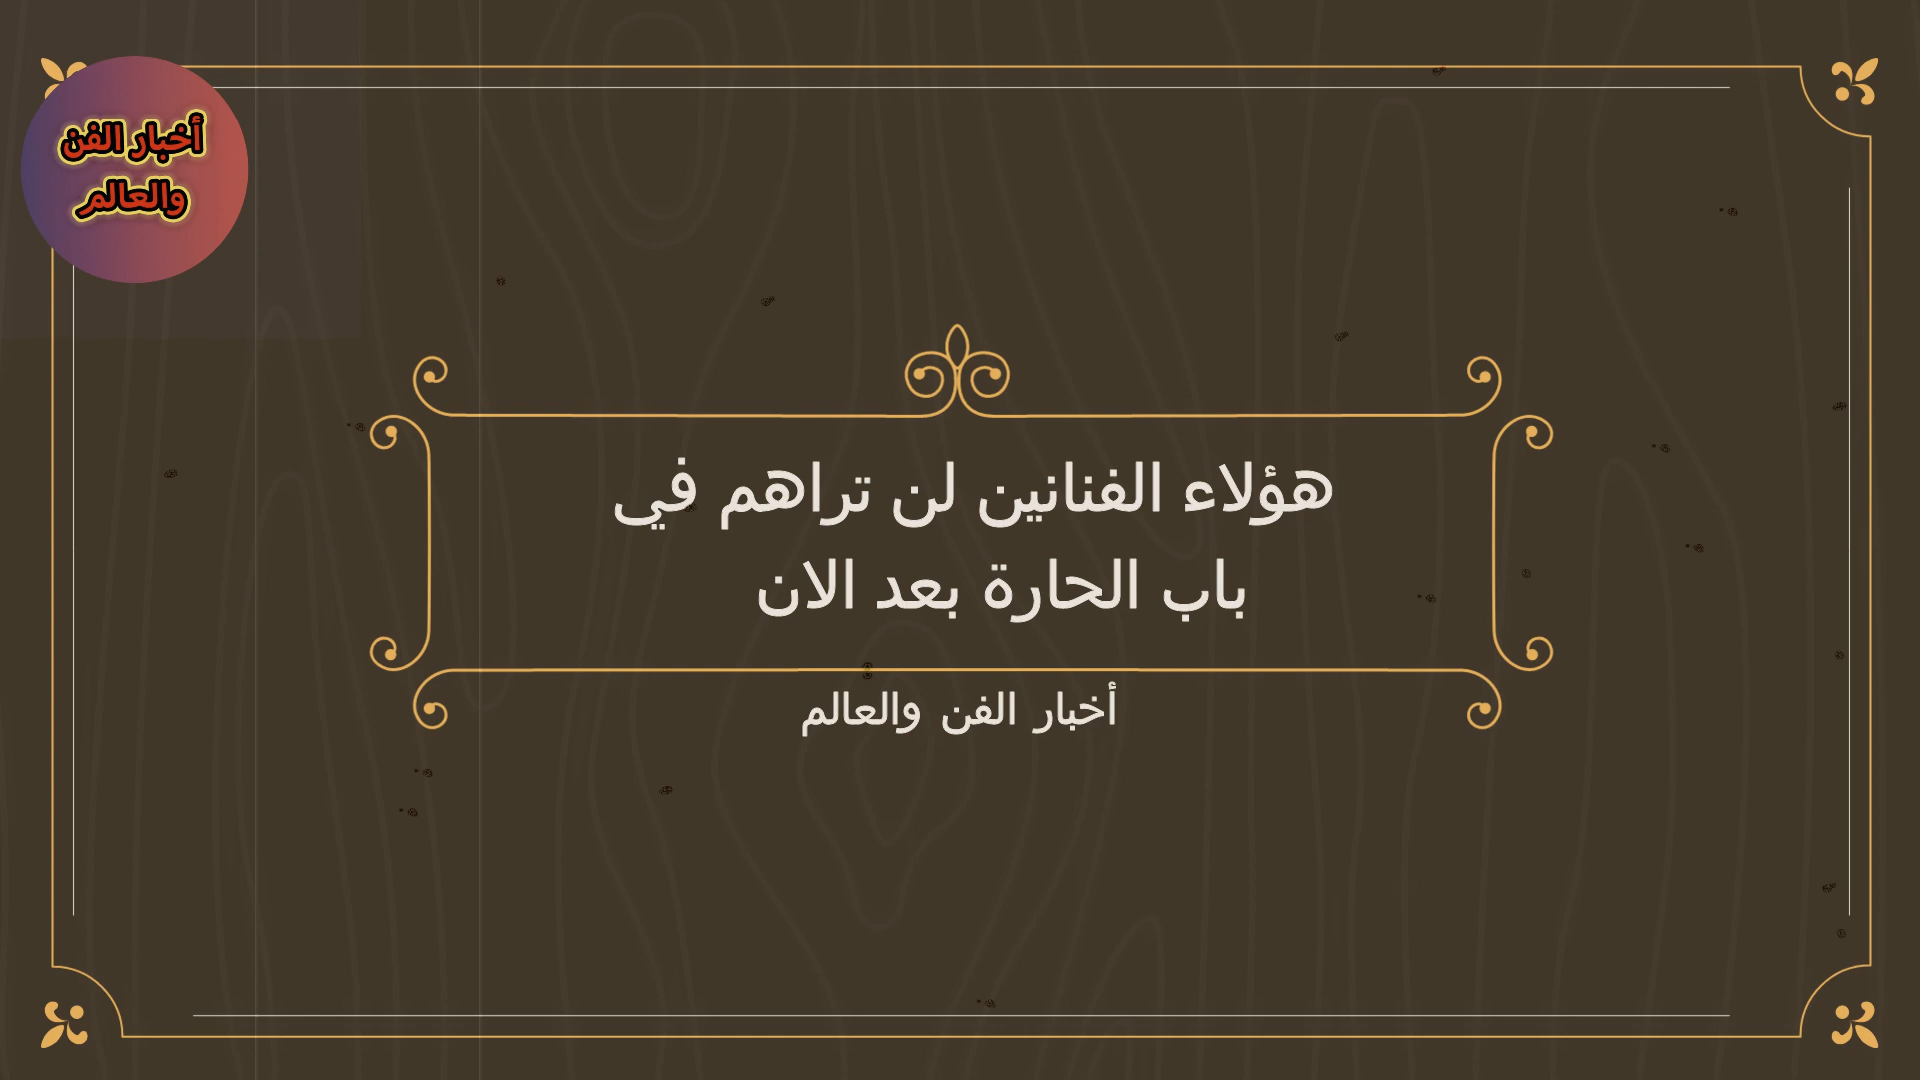 أخبار الفن
والعالم
هؤلاء الفنانين لن تراهم في
باب الحارة بعد الان
أخبار الفن والعالم